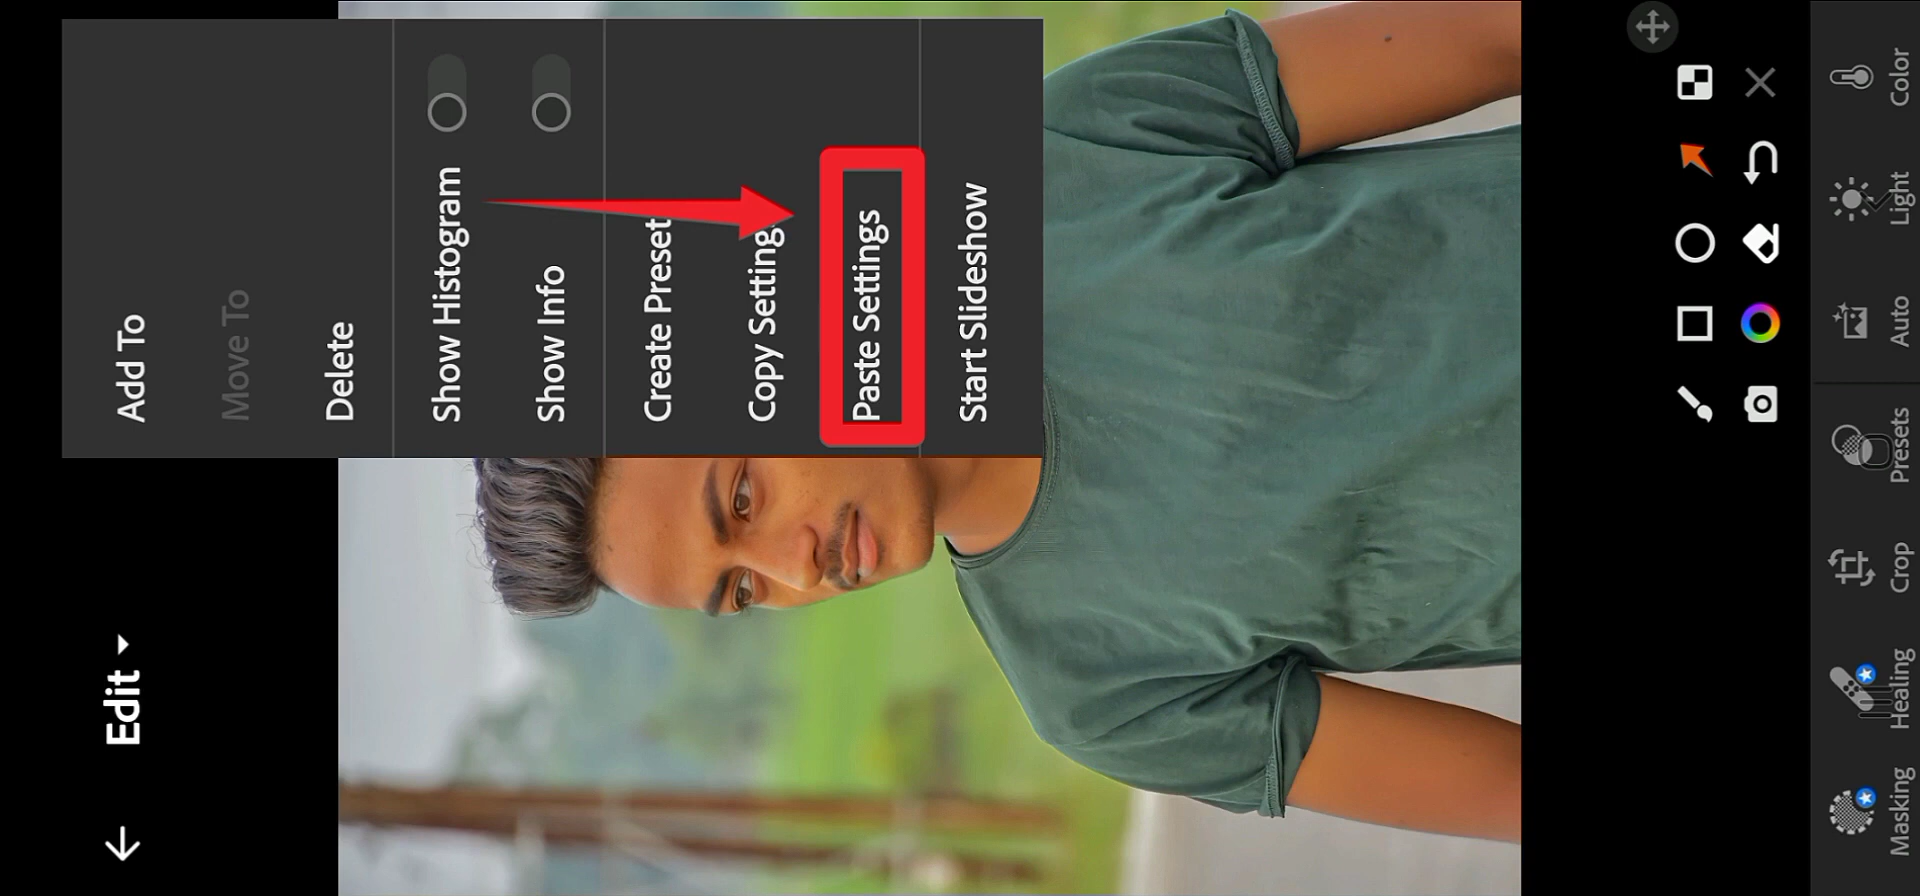 Edit
Add To
Move To
Delete
Show Histogram
Show Info
Create Preset
Copy Settings
Paste Settings
Start Slideshow
Masking
Healing
Crop
Presets
Auto
Light
Color